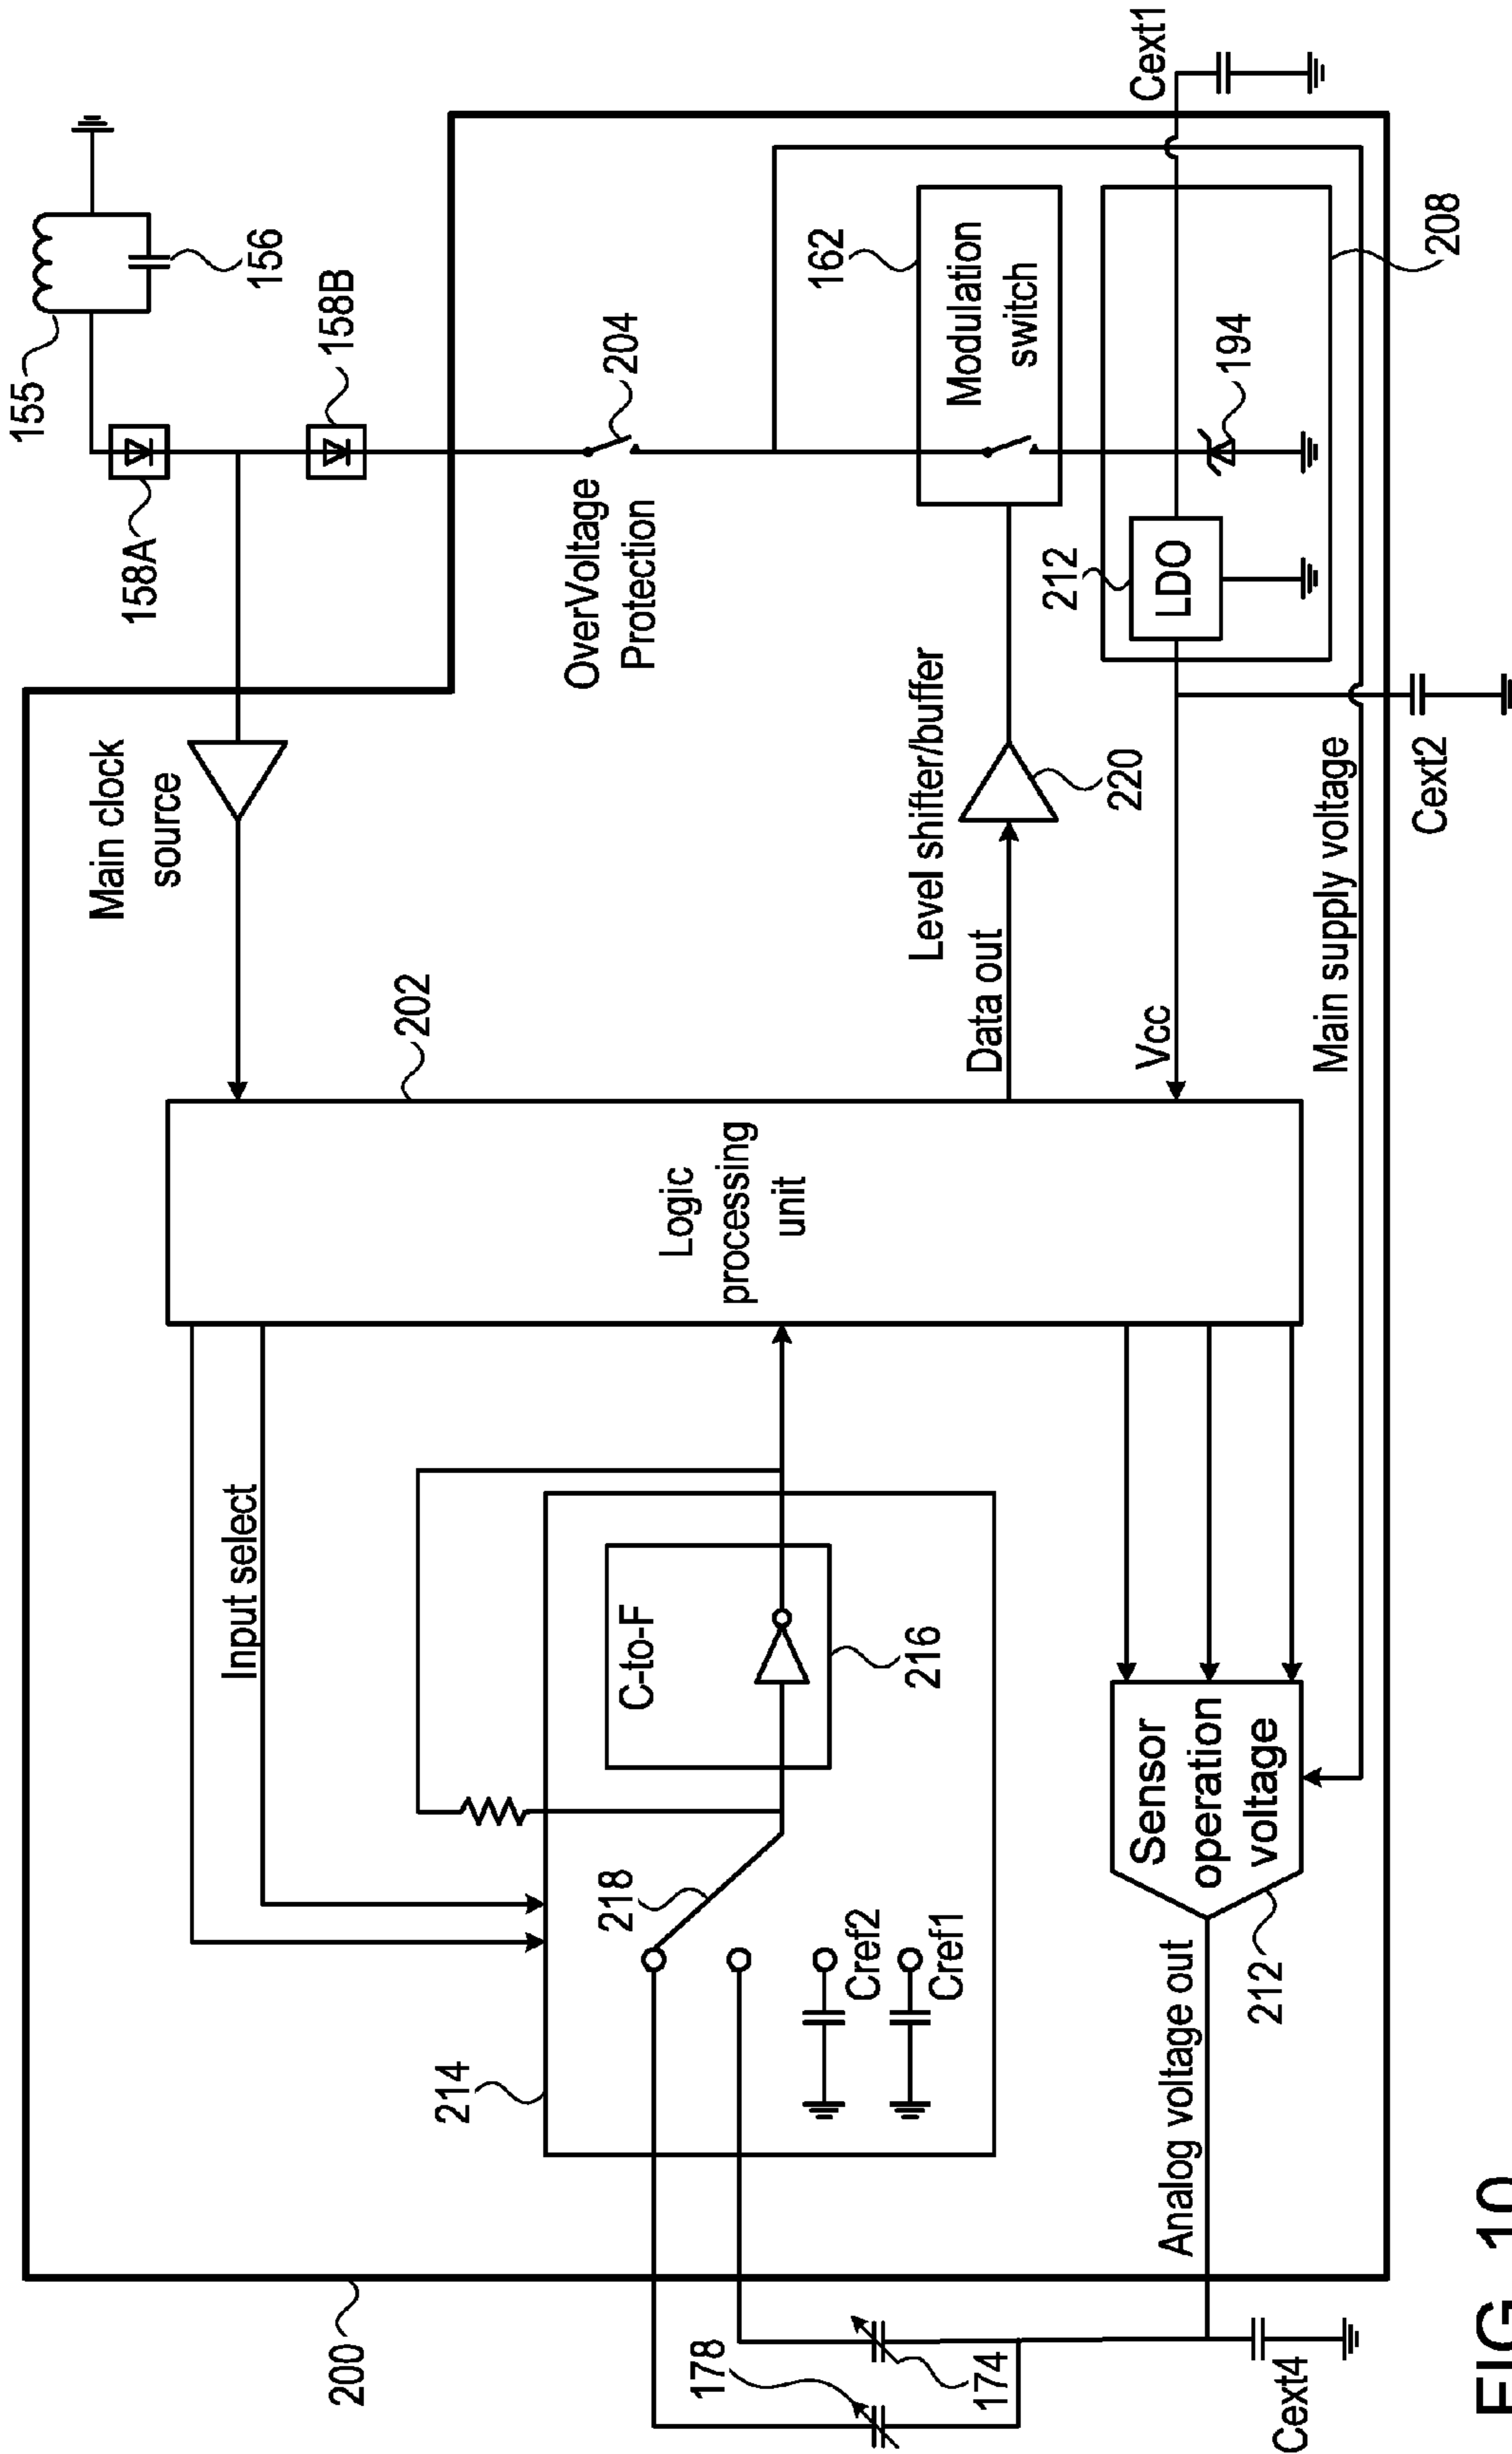 155
156
158A
158B
Main clock
source
204
OverVoltage
Protection
162
Modulation
switch
Cext1
208
194
212
LDO
Level shifter/buffer
220
Data out
Vcc
Main supply voltage
Cext2
202
Logic
processing
unit
Input select
C-to-F
216
218
Cref2
Cref1
214
Sensor
operation
voltage
212
Analog voltage out
200
178
174
Cext4
FIG. 10